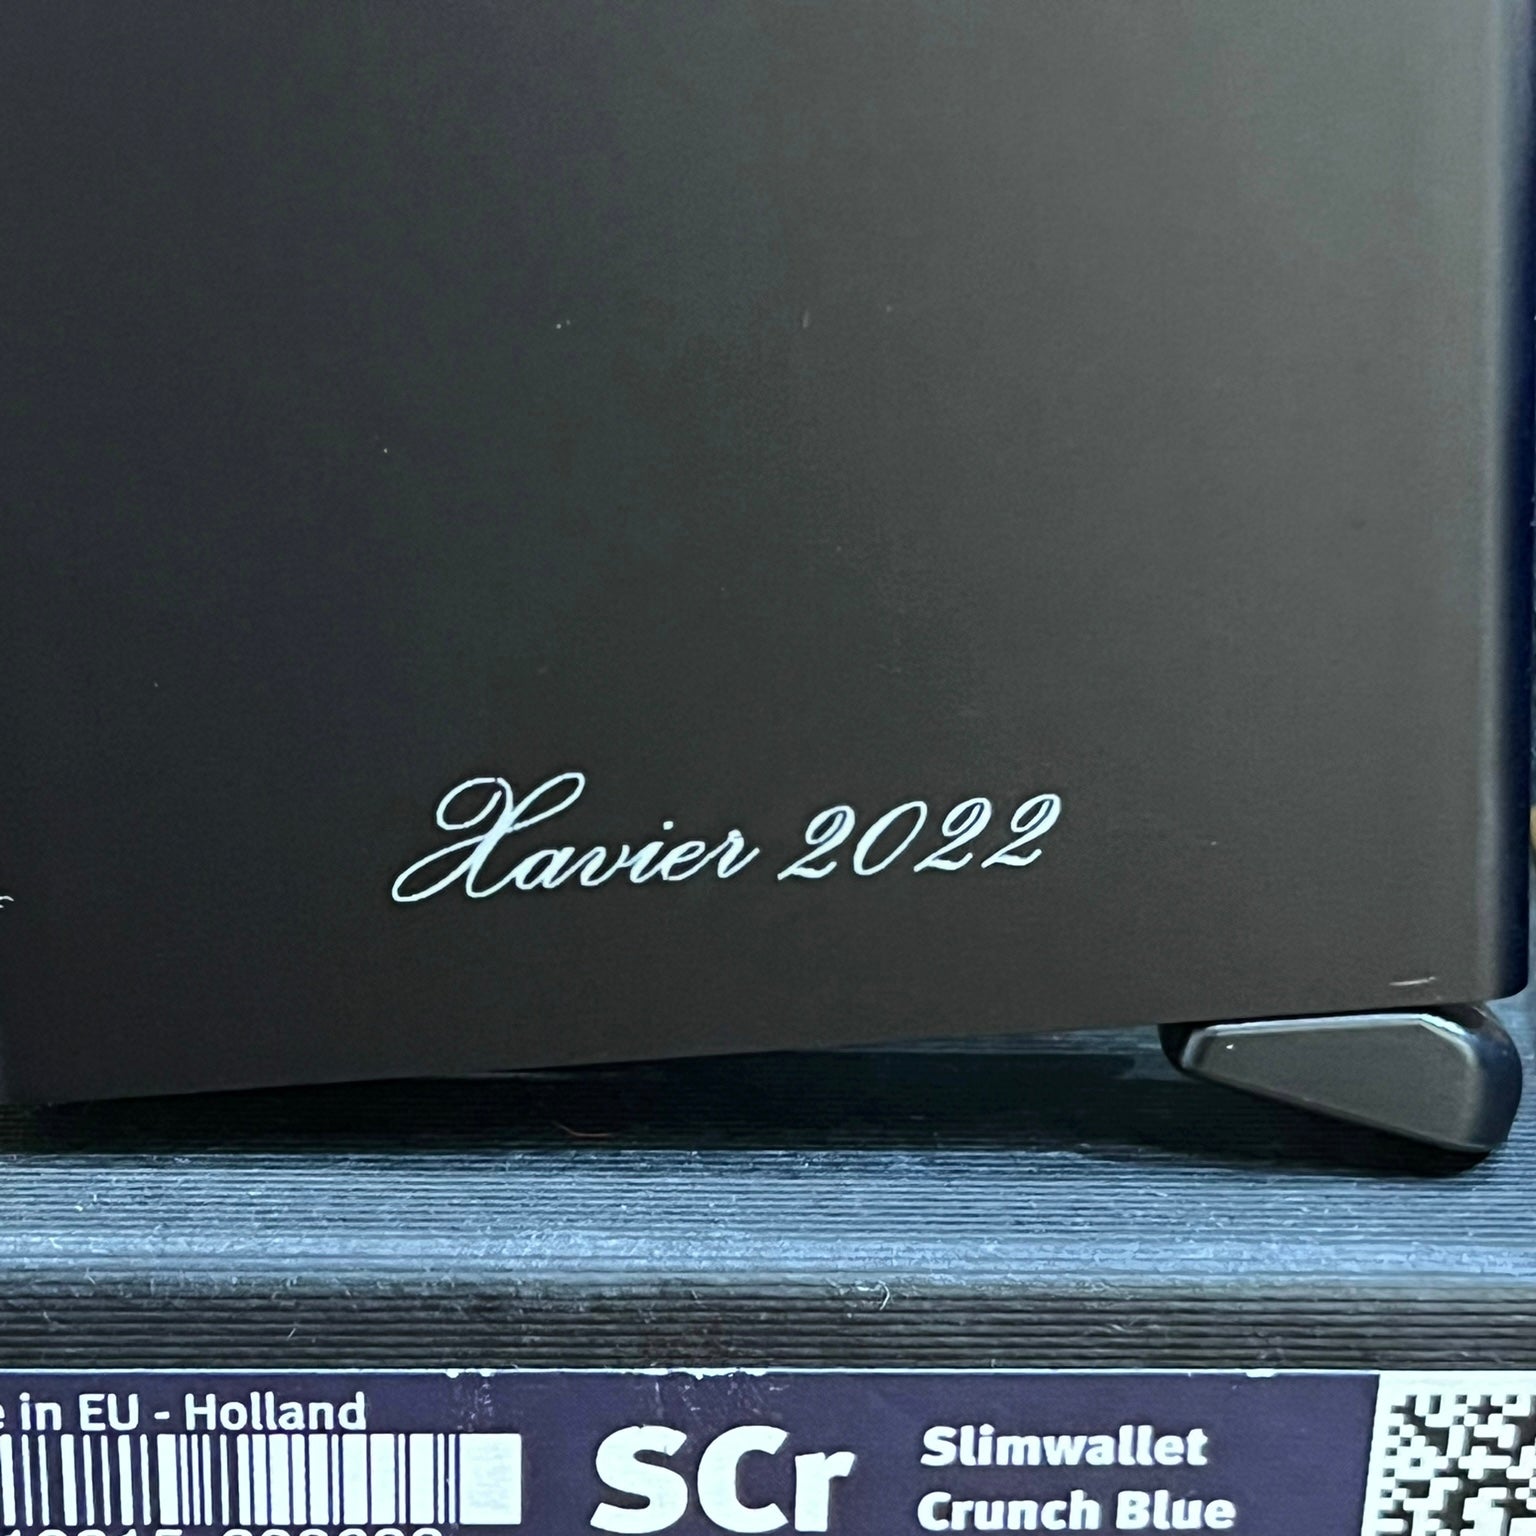 Xavier 2022
in EU - Holland
SCr
Slimwallet
Crunch Blue